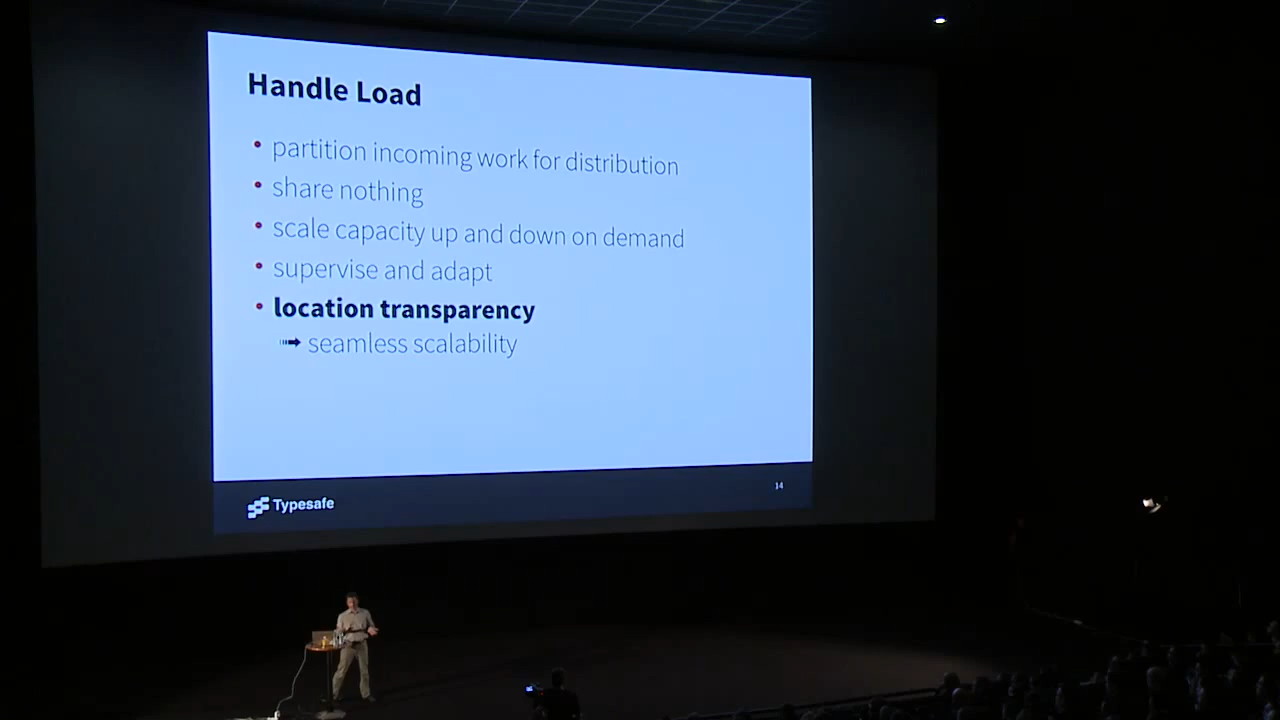 Handle Load
• partition incoming work for distribution
• share nothing
• scale capacity up and down on demand
• supervise and adapt
• location transparency
➟ seamless scalability
Typesafe
14